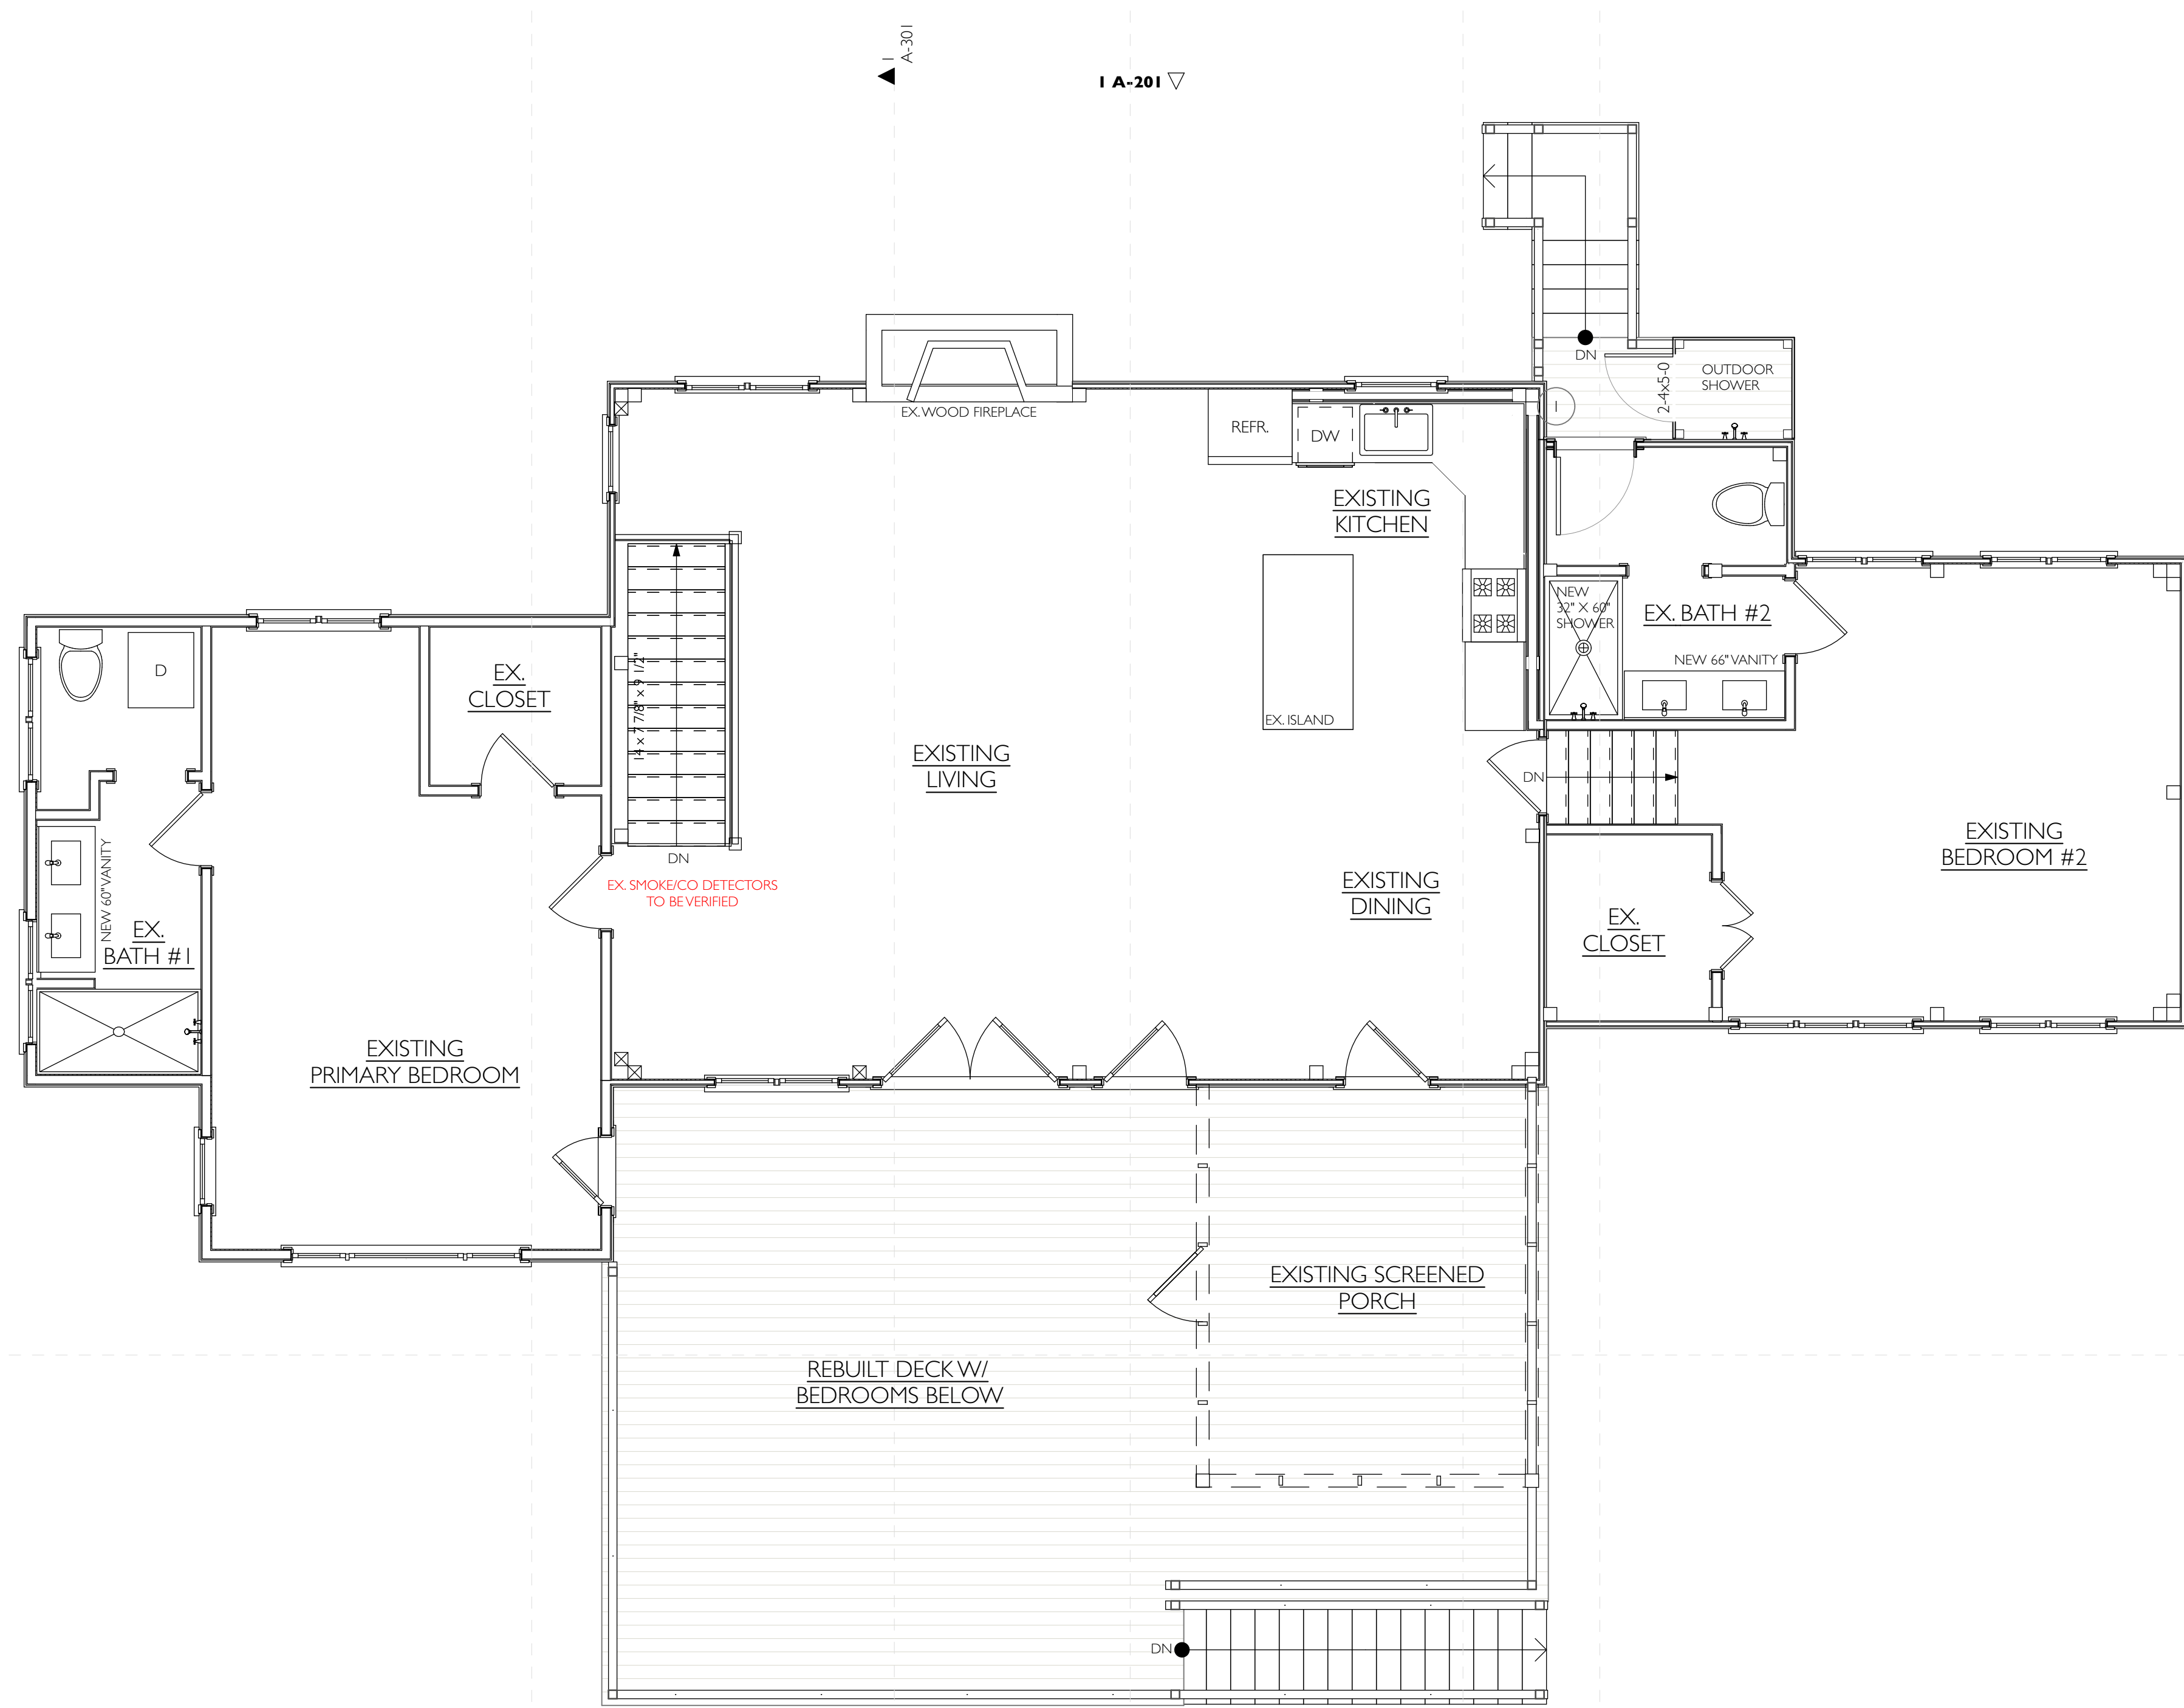 1
A-301
1 A-201
DN
2-4x5-0
OUTDOOR
SHOWER
1
EX. WOOD FIREPLACE
REFR.
DW
EXISTING
KITCHEN
NEW
32" X 60"
SHOWER
EX. BATH #2
NEW 66" VANITY
D
EX.
CLOSET
14 x 7 7/8" x 9 1/2"
EX. ISLAND
EXISTING
LIVING
DN
DN
EX. SMOKE/CO DETECTORS
TO BE VERIFIED
EXISTING
DINING
EXISTING
BEDROOM #2
EX.
CLOSET
NEW 60" VANITY
EX.
BATH #1
EXISTING
PRIMARY BEDROOM
EXISTING SCREENED
PORCH
REBUILT DECK W/
BEDROOMS BELOW
DN